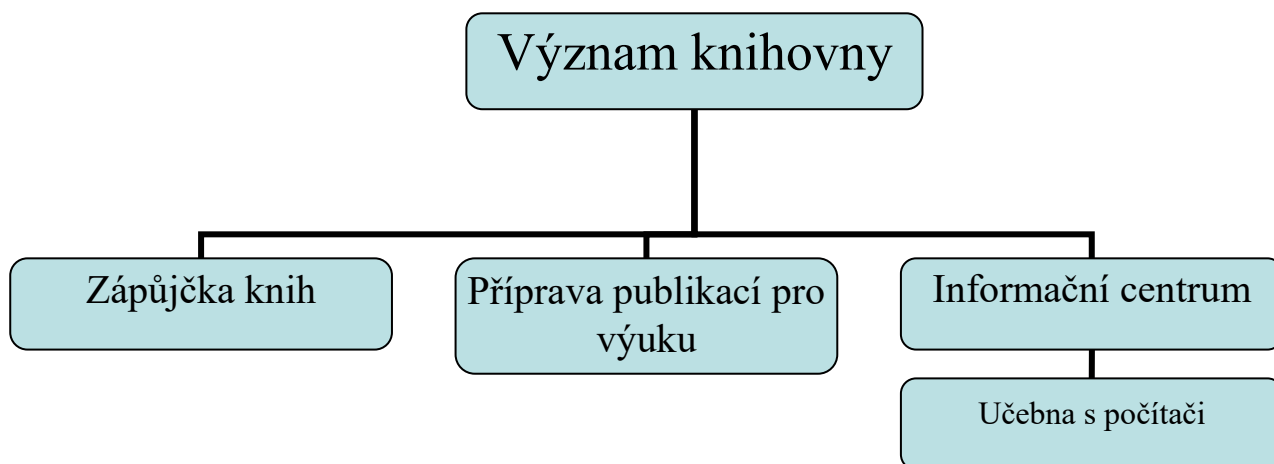 Význam knihovny
Zápůjčka knih
Příprava publikací pro
výuku
Informační centrum
Učebna s počítači